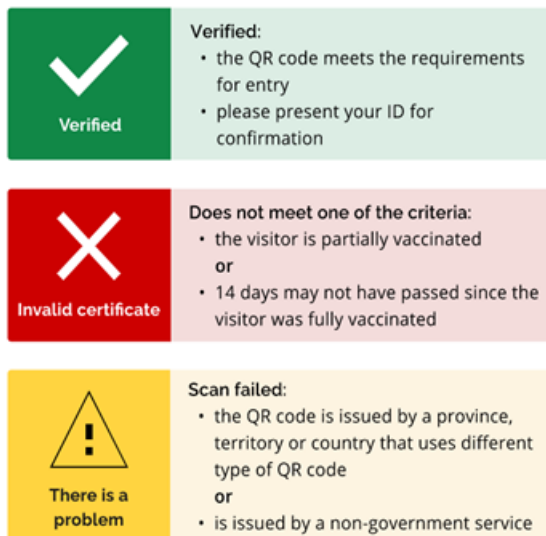 Verified
Verified:
• the QR code meets the requirements
for entry
• please present your ID for
confirmation
Invalid certificate
Does not meet one of the criteria:
• the visitor is partially vaccinated
or
• 14 days may not have passed since the
visitor was fully vaccinated
!
There is a
problem
Scan failed:
• the QR code is issued by a province,
territory or country that uses different
type of QR code
or
• is issued by a non-government service